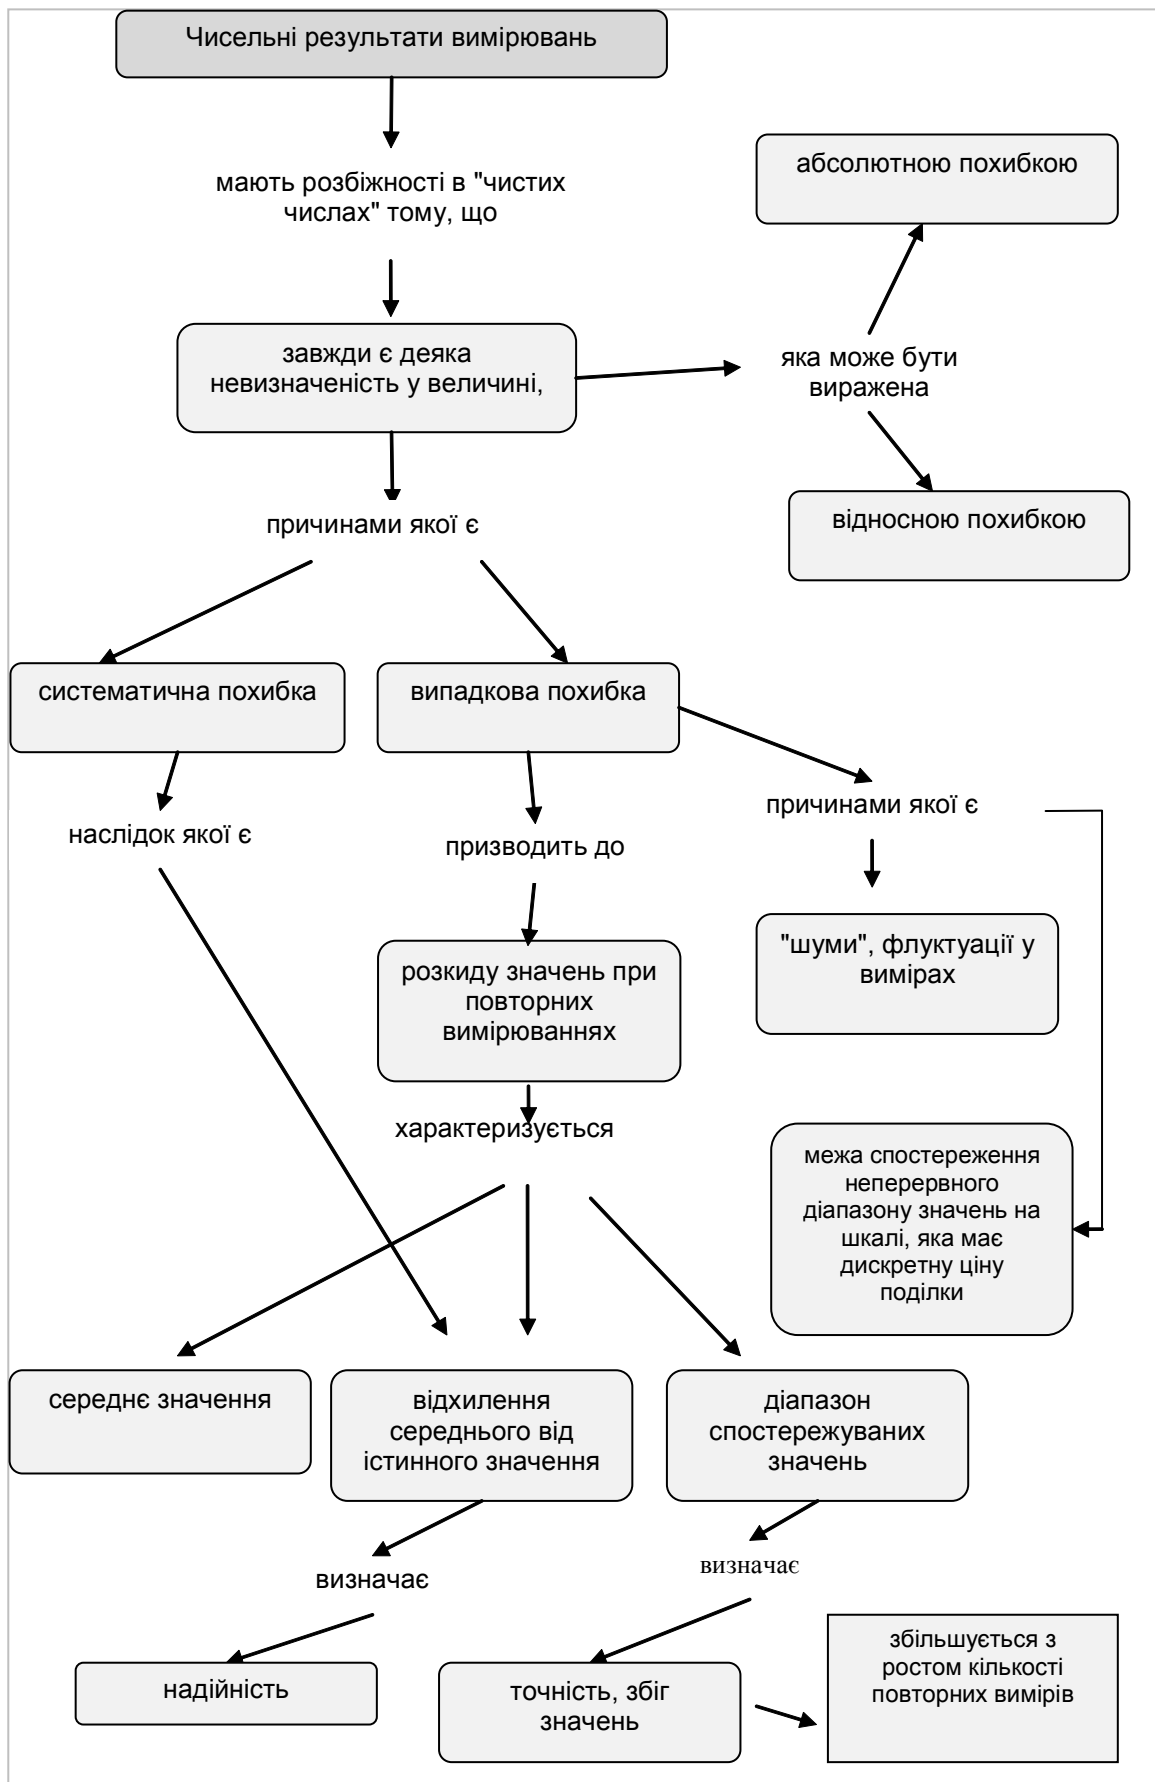 Чисельні результати вимірювань
мають розбіжності в "чистих
числах" тому, що
абсолютною похибкою
завжди є деяка
невизначеність у величині,
яка може бути
виражена
відносною похибкою
причинами якої є
систематична похибка
випадкова похибка
причинами якої є
наслідок якої є
призводить до
"шуми", флуктуації у
вимірах
розкиду значень при
повторних
вимірюваннях
характеризується
межа спостереження
неперервного
діапазону значень на
шкалі, яка має
дискретну ціну
поділки
середнє значення
відхилення
середнього від
істинного значення
діапазон
спостережуваних
значень
визначає
визначає
надійність
точність, збіг
значень
збільшується з
ростом кількості
повторних вимірів